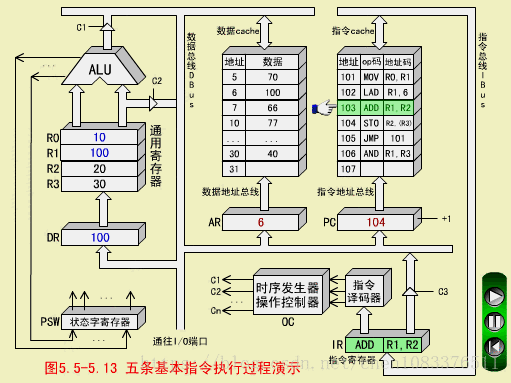 C1
数据cache
指令cache
数据总线DBus
指令总线IBus
...
ALU
C2
地址 数据
5 70
6 100
7 66
10 77
... ...
30 40
31
地址 op码 地址码
101 MOV R0, R1
102 LAD R1, 6
103 ADD R1, R2
104 STO R2, (R3)
105 JMP 101
106 AND R1, R3
107
通用寄存器
R0 10
R1 100
R2 20
R3 30
数据地址总线
指令地址总线
AR 6
PC 104
+1
DR 100
C1
C2
...
Cn
时序发生器
操作控制器
OC
指令
译码器
C3
... ...
PSW 状态字寄存器
通往I/O端口
IR ADD R1, R2
指令寄存器
图5.5-5.13 五条基本指令执行过程演示